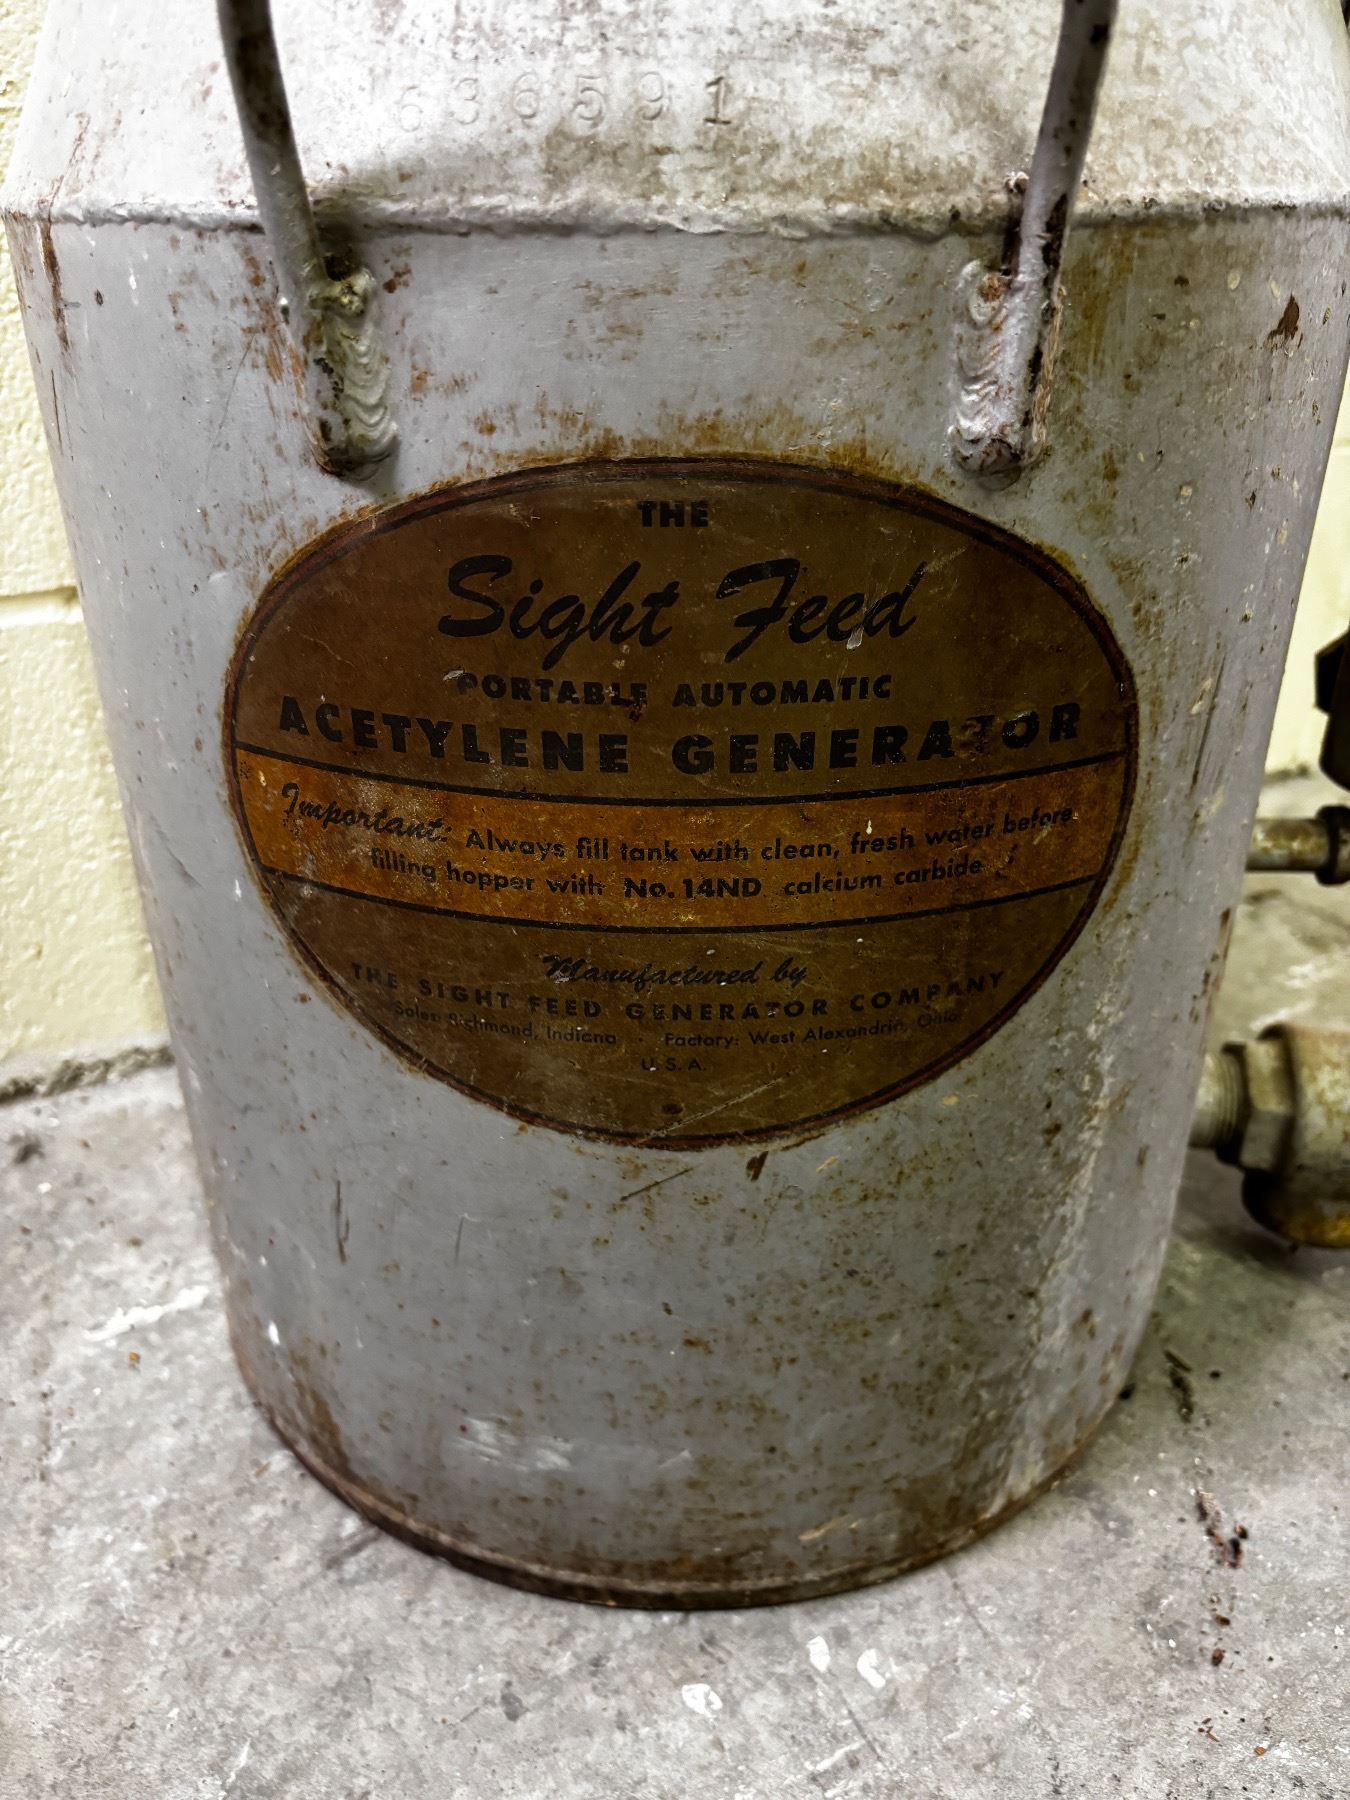 636591
THE
Sight Feed
PORTABLE AUTOMATIC
ACETYLENE GENERATOR
Important: Always fill tank with clean, fresh water before
filling hopper with No. 14ND calcium carbide
Manufactured by
THE SIGHT FEED GENERATOR COMPANY
Sales: Richmond, Indiana · Factory: West Alexandria, Ohio
U. S. A.